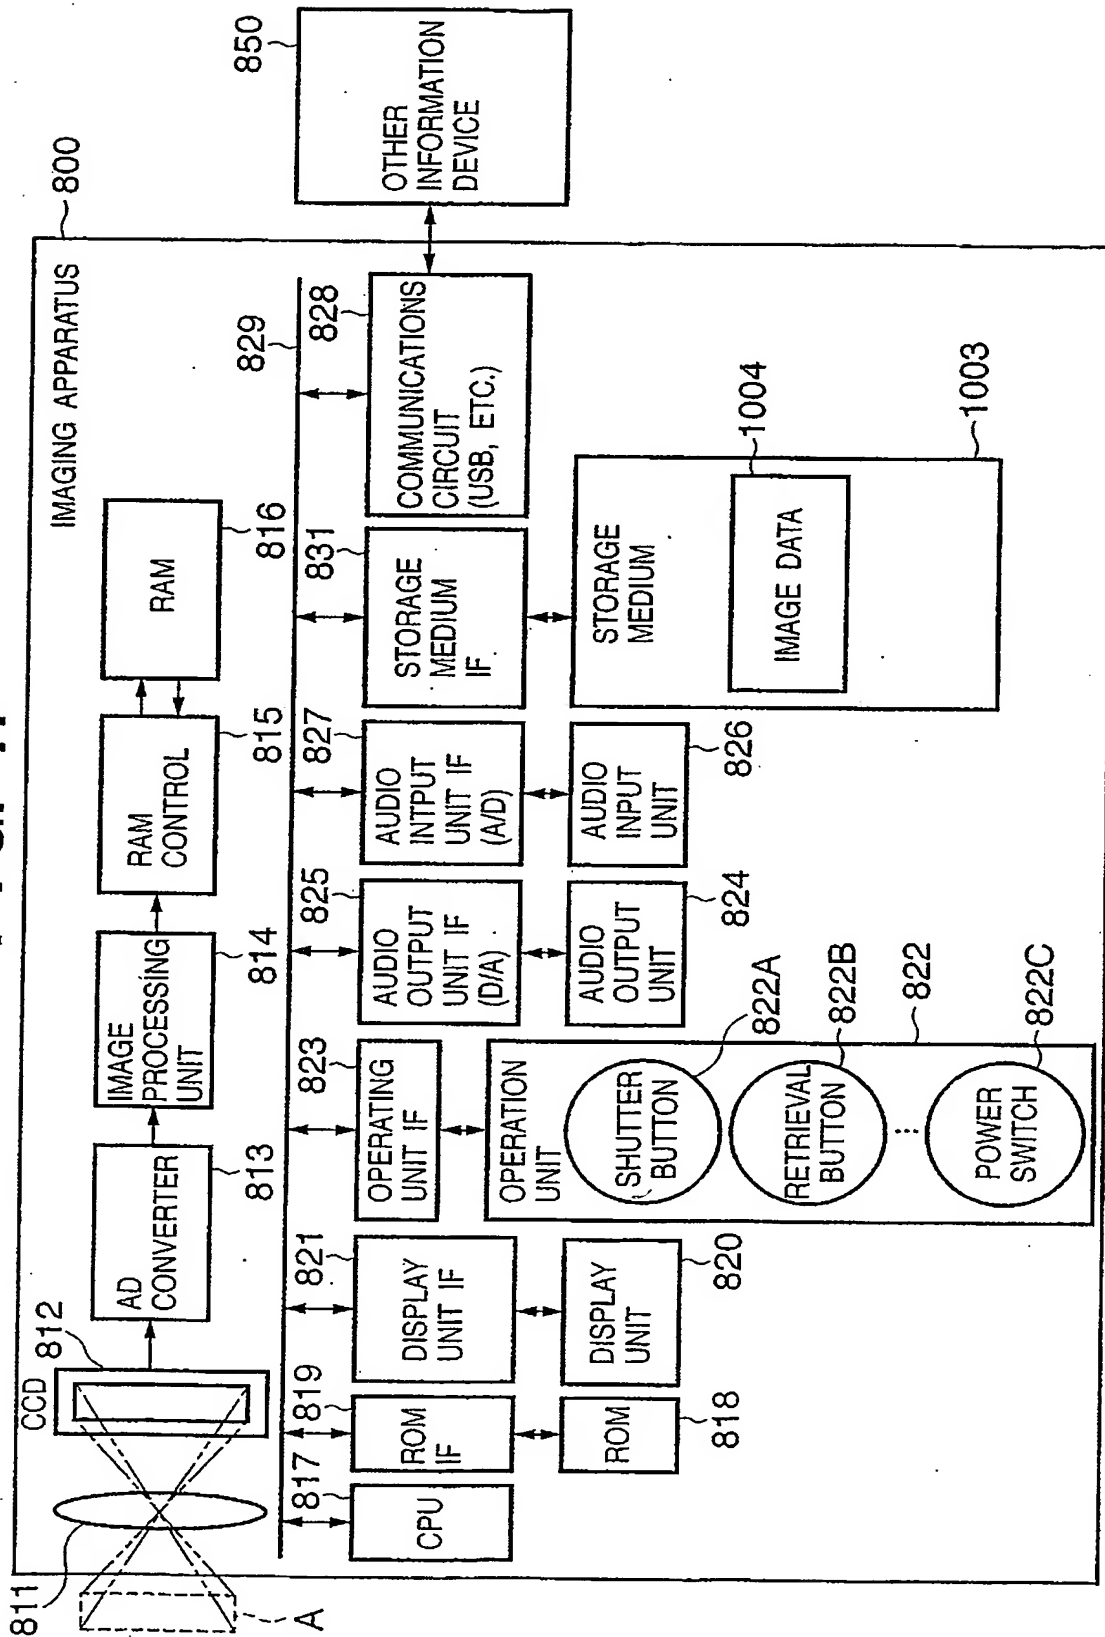 850
OTHER
INFORMATION
DEVICE
800
IMAGING APPARATUS
CCD
812
811
A
AD
CONVERTER
813
IMAGE
PROCESSING
UNIT
814
RAM
CONTROL
815
RAM
816
829
817
CPU
819
ROM
IF
821
DISPLAY
UNIT IF
823
OPERATING
UNIT IF
825
AUDIO
OUTPUT
UNIT IF
(D/A)
827
AUDIO
INTPUT
UNIT IF
(A/D)
831
STORAGE
MEDIUM
IF
828
COMMUNICATIONS
CIRCUIT
(USB, ETC.)
ROM
818
DISPLAY
UNIT
820
OPERATION
UNIT
SHUTTER
BUTTON
822A
RETRIEVAL
BUTTON
822B
822
POWER
SWITCH
822C
AUDIO
OUTPUT
UNIT
824
AUDIO
INPUT
UNIT
826
STORAGE
MEDIUM
IMAGE DATA
1004
1003